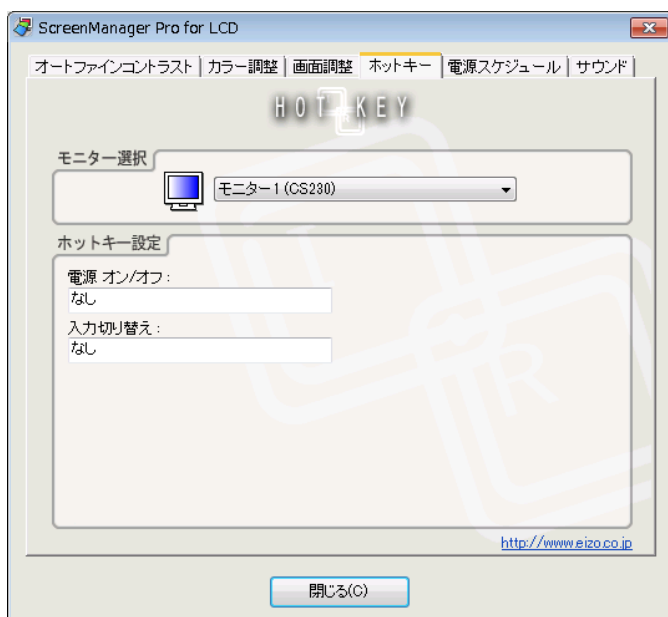 ScreenManager Pro for LCD
オートファインコントラスト カラー調整 画面調整 ホットキー 電源スケジュール サウンド
HOT KEY
モニター選択
モニター1 (CS230)
ホットキー設定
電源 オン/オフ :
なし
入力切り替え :
なし
http://www.eizo.co.jp
閉じる(C)